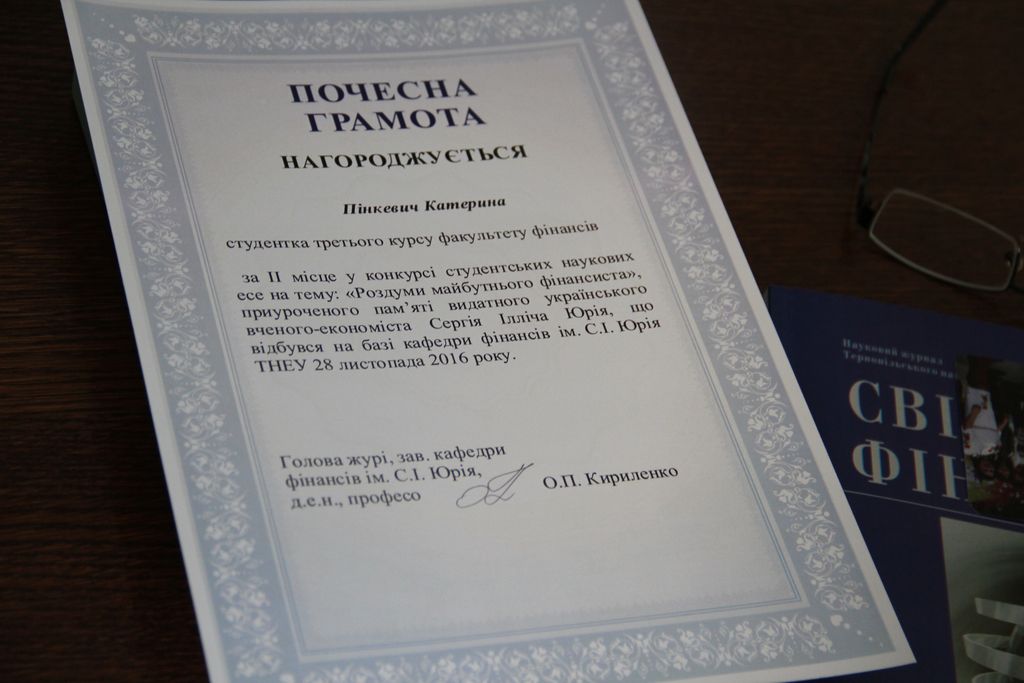 ПОЧЕСНА
ГРАМОТА
НАГОРОДЖУЄТЬСЯ
Пінкевич Катерина
студентка третього курсу факультету фінансів
за ІІ місце у конкурсі студентських наукових
есе на тему: «Роздуми майбутнього фінансиста»,
приуроченого пам’яті видатного українського
вченого-економіста Сергія Ілліча Юрія, що
відбувся на базі кафедри фінансів ім. С.І. Юрія
ТНЕУ 28 листопада 2016 року.
Голова журі, зав. кафедри
фінансів ім. С.І. Юрія,
д.е.н., професо
О.П. Кириленко
Науковий журнал
Тернопільського на
СВІ
ФІН